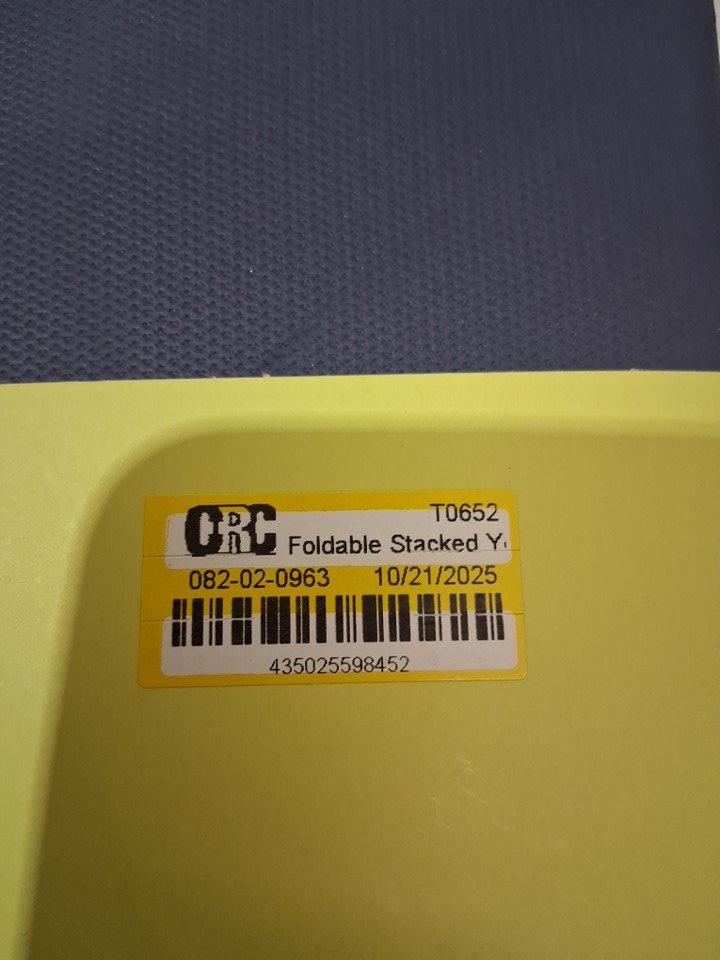 CRC
T0652
Foldable Stacked
082-02-0963 10/21/2025
435025598452